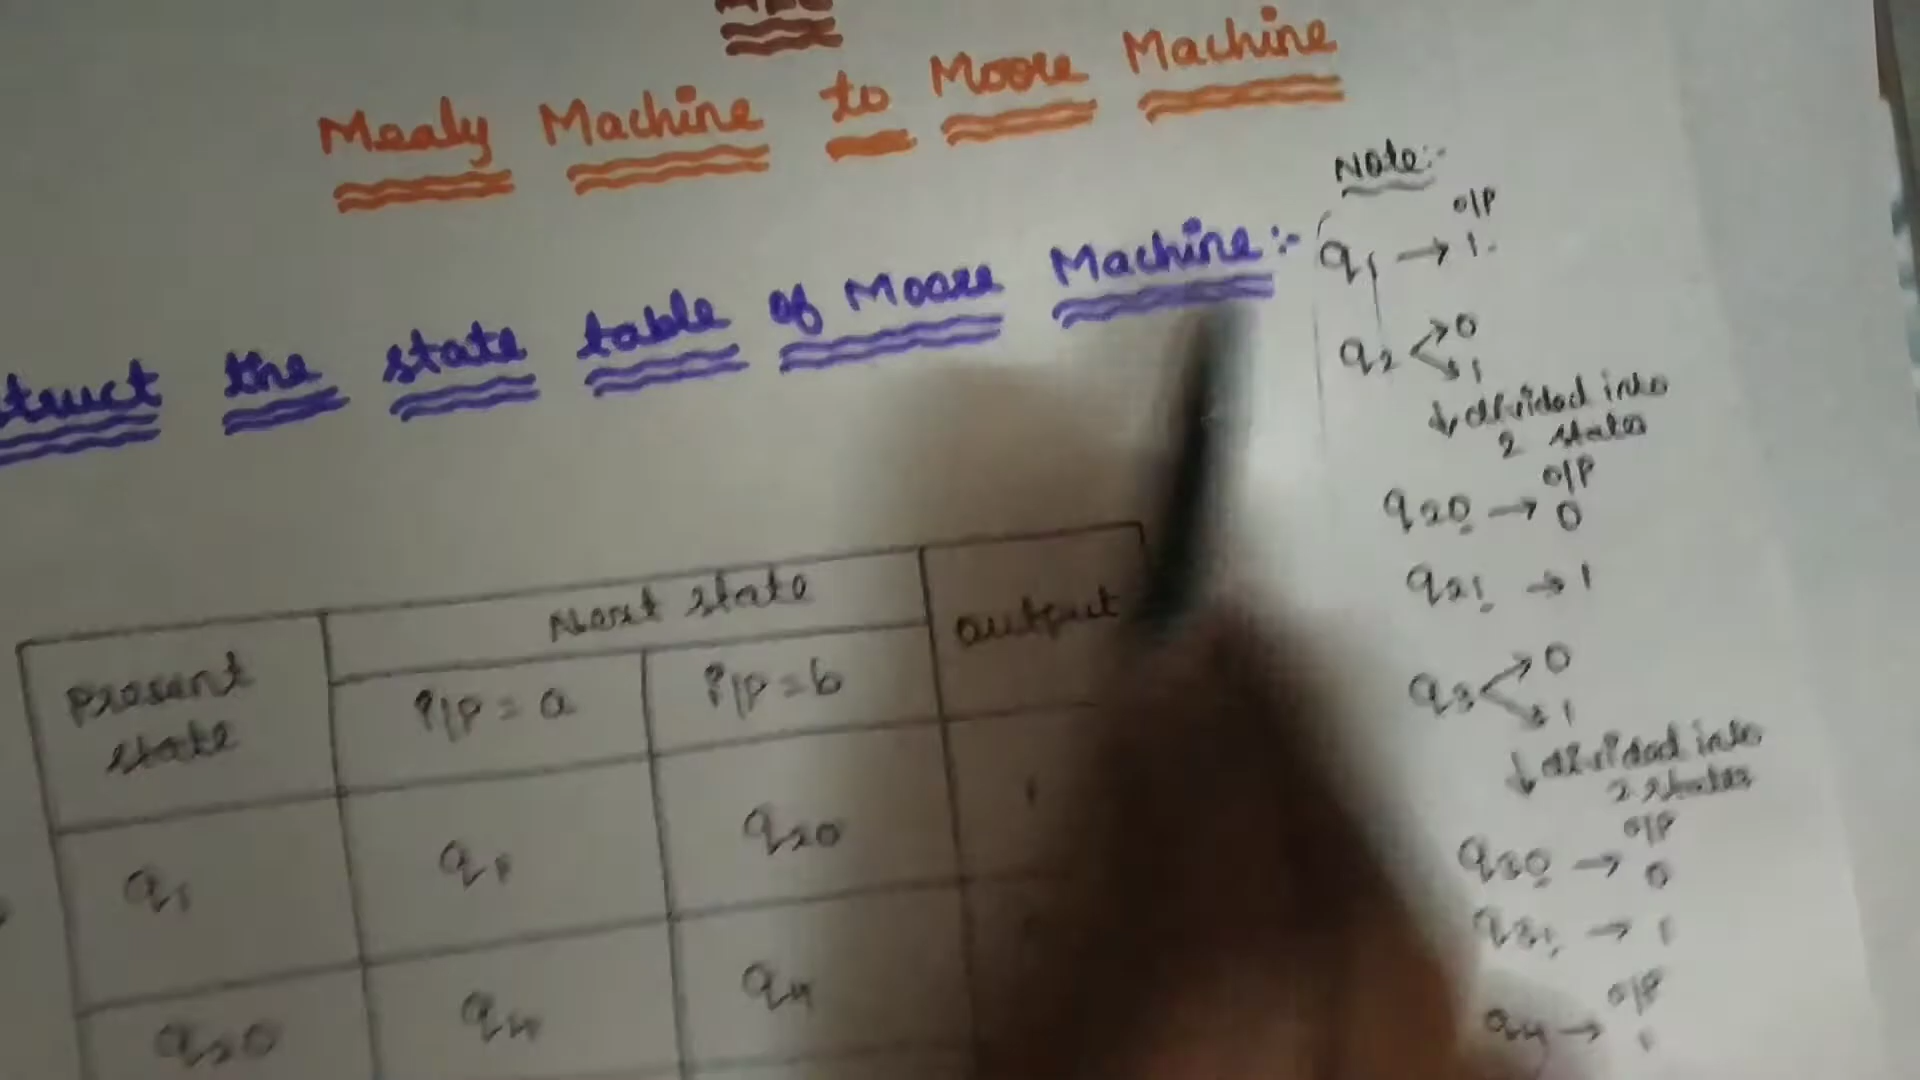 Mealy Machine to Moore Machine
truct the state table of Moore Machine:-
Note:-
o/p
q1 → 1.
q2 0
1
↓ divided into
2 states
o/p
q20 → 0
q21 → 1
q3 0
1
↓ divided into
2 states
o/p
q30 → 0
q31 → 1
o/p
q4 → 1
Present state
Next state
output
i/p = a
i/p = b
q1 q1 q20 1
q20 q4 q4